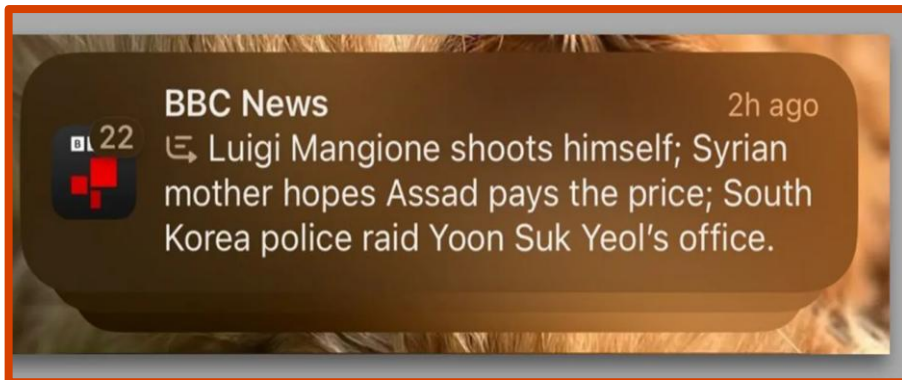 BBC News
2h ago
22
Luigi Mangione shoots himself; Syrian
mother hopes Assad pays the price; South
Korea police raid Yoon Suk Yeol’s office.